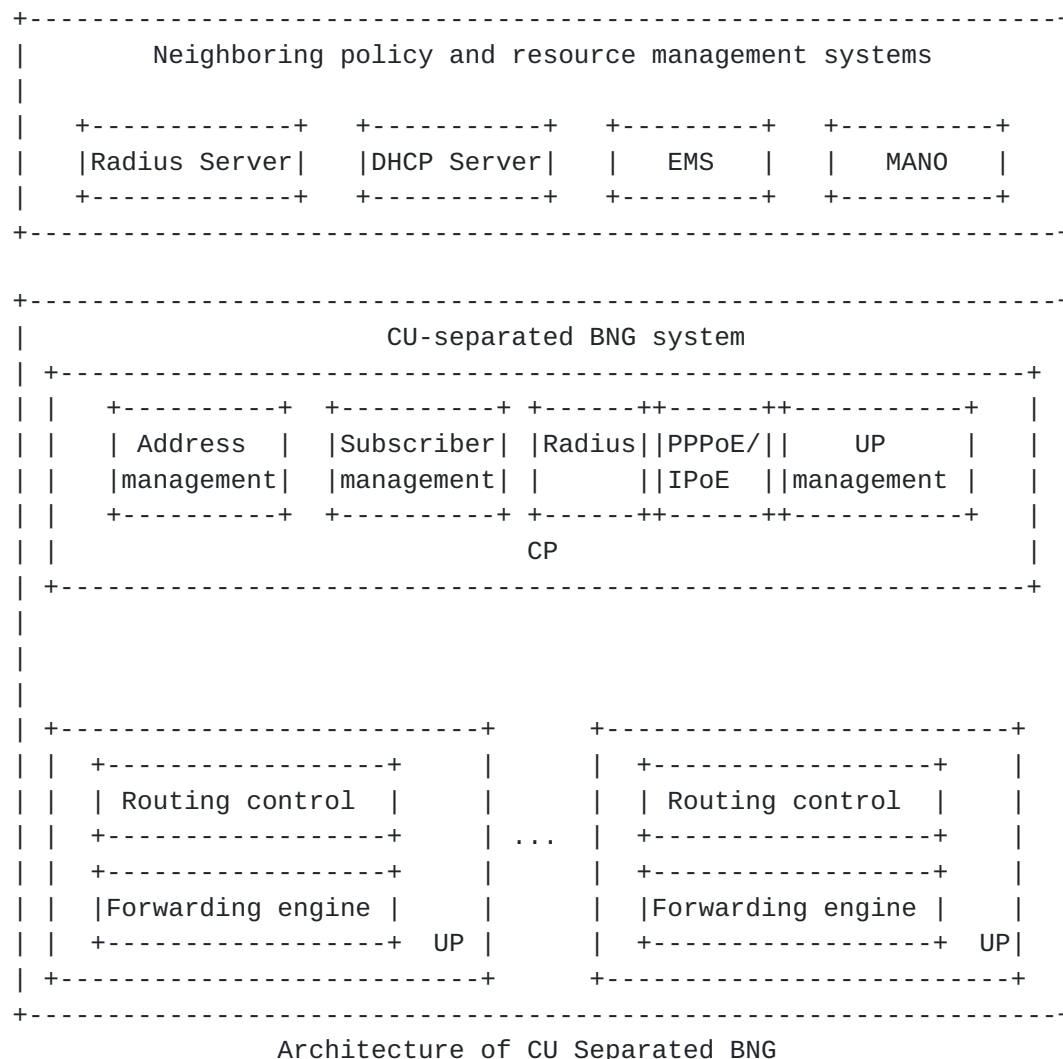 Neighboring policy and resource management systems
Radius Server DHCP Server EMS MANO
CU-separated BNG system
Address Subscriber Radius PPPoE/ UP
management management IPoE management
CP
Routing control Routing control
...
Forwarding engine Forwarding engine
UP UP
Architecture of CU Separated BNG